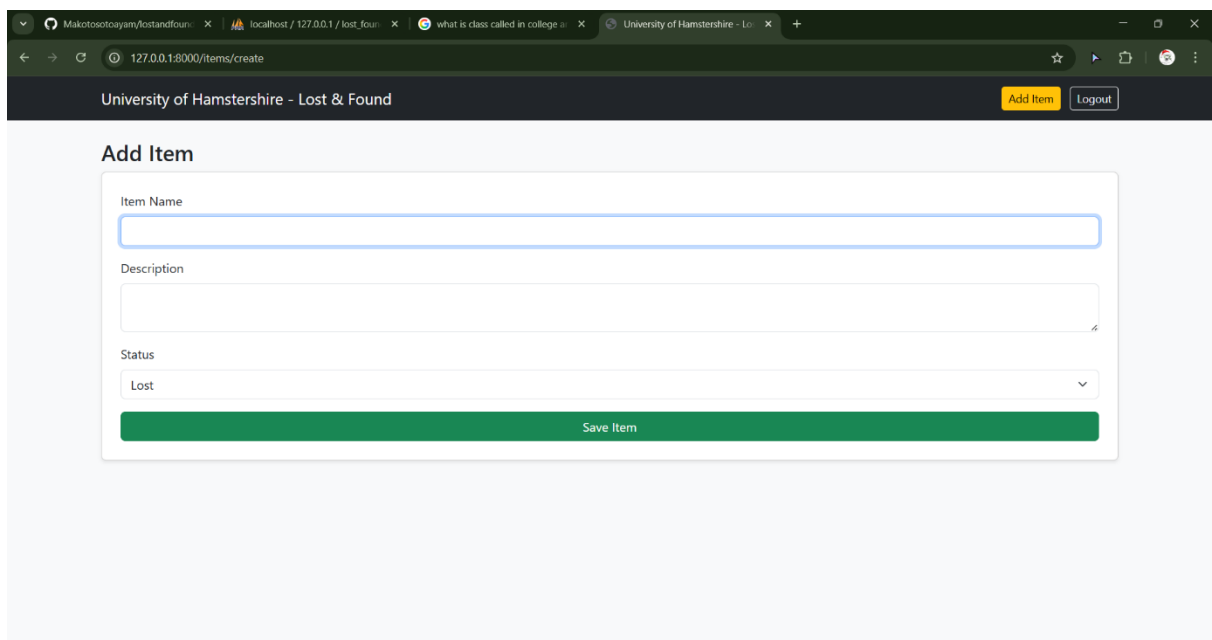 Makotosotoayam/lostandfound
localhost / 127.0.0.1 / lost_foun
what is class called in college a
University of Hamstershire - Lo
127.0.0.1:8000/items/create
University of Hamstershire - Lost & Found
Add Item
Logout
Add Item
Item Name
Description
Status
Lost
Save Item